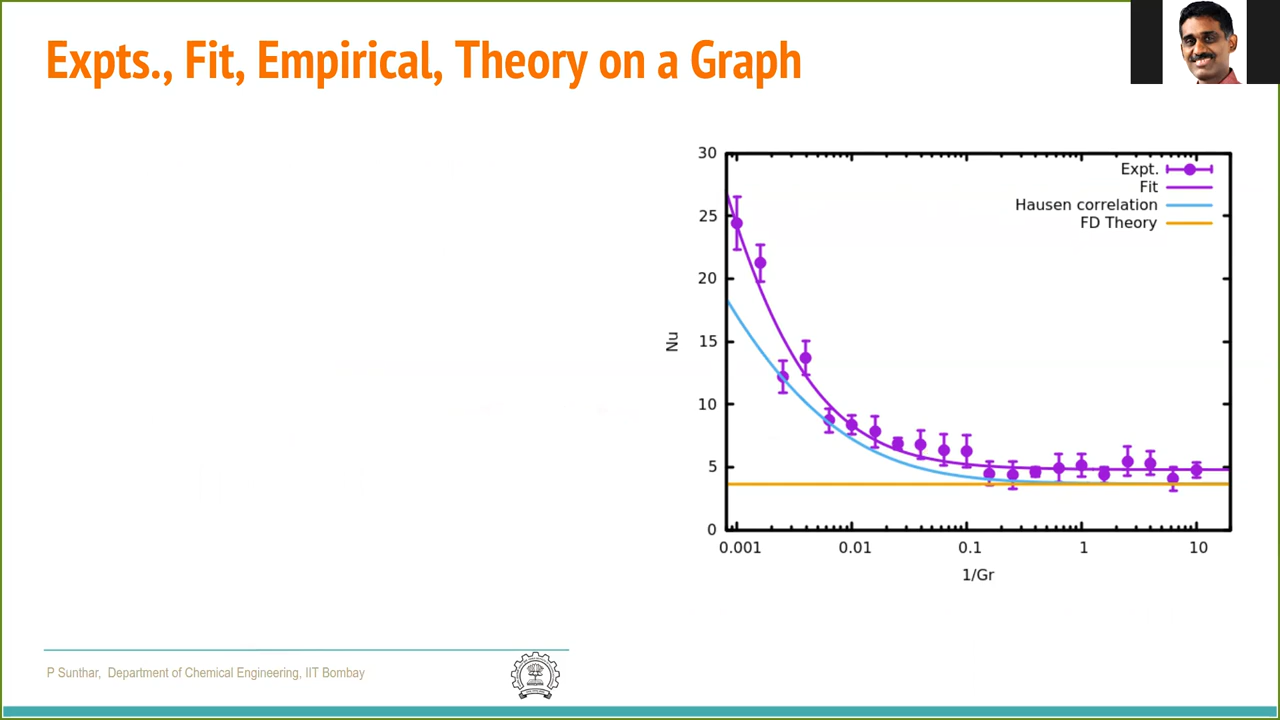 Expts., Fit, Empirical, Theory on a Graph
30
25
20
15
10
5
0
Nu
Expt.
Fit
Hausen correlation
FD Theory
0.001 0.01 0.1 1 10
1/Gr
P Sunthar, Department of Chemical Engineering, IIT Bombay